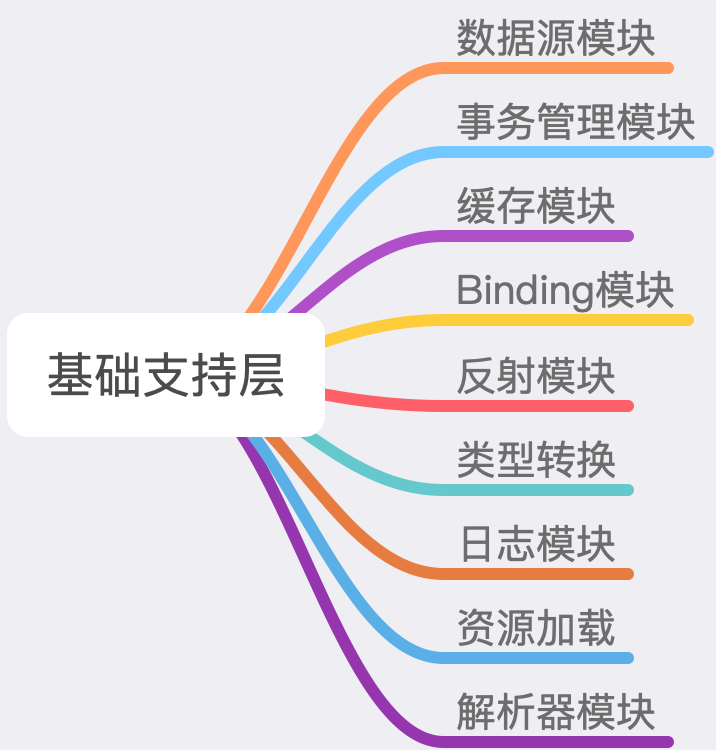 基础支持层
数据源模块
事务管理模块
缓存模块
Binding模块
反射模块
类型转换
日志模块
资源加载
解析器模块